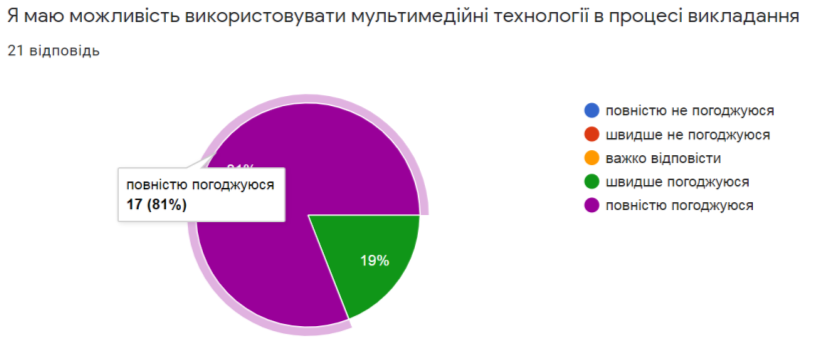 Я маю можливість використовувати мультимедійні технології в процесі викладання
21 відповідь
повністю погоджуюся
17 (81%)
19%
повністю не погоджуюся
швидше не погоджуюся
важко відповісти
швидше погоджуюся
повністю погоджуюся